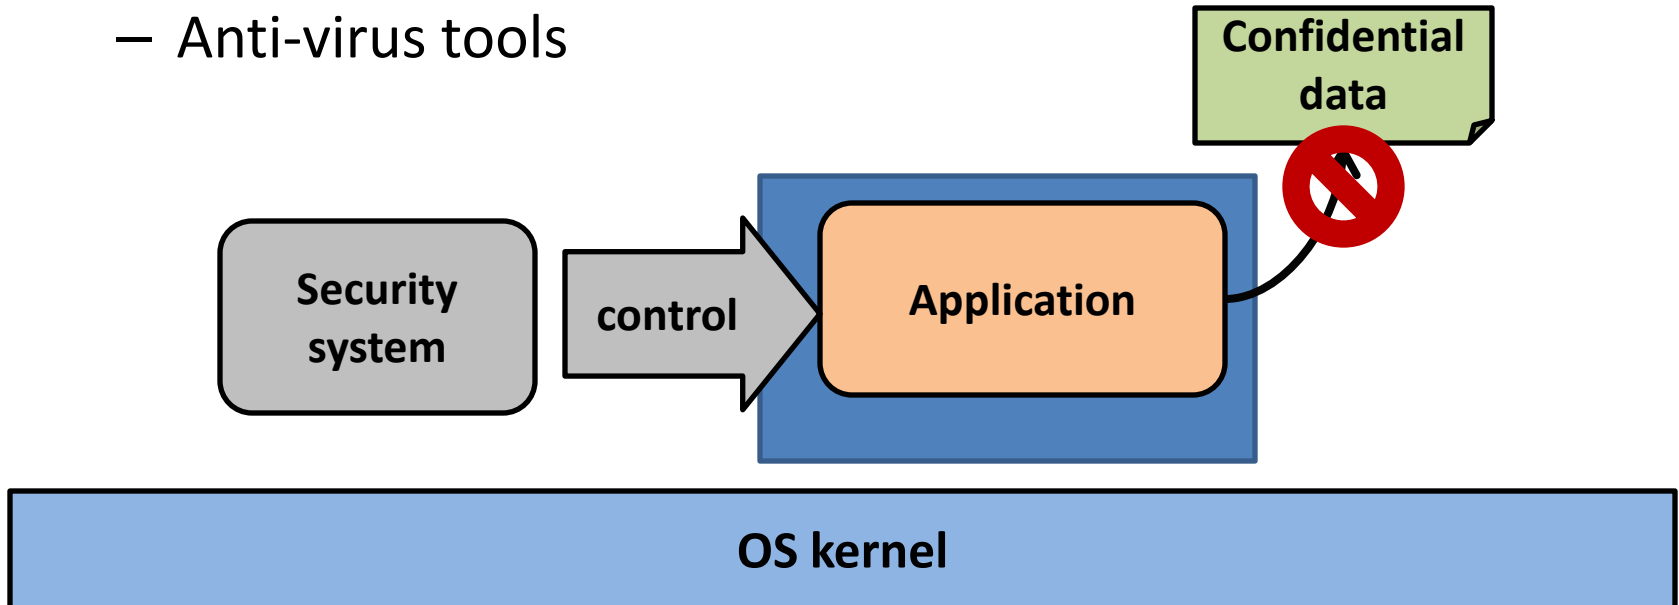 – Anti-virus tools
Confidential
data
Security
system
control
Application
OS kernel